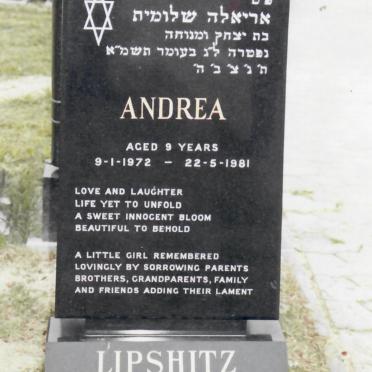 פ״ט
אריאלה שלומית
בת יצחק ומנוחה
נפטרה ל״ג בעומר תשמ״א
ת׳ נ׳ צ׳ ב׳ ה׳
ANDREA
AGED 9 YEARS
9-1-1972 — 22-5-1981
LOVE AND LAUGHTER
LIFE YET TO UNFOLD
A SWEET INNOCENT BLOOM
BEAUTIFUL TO BEHOLD
A LITTLE GIRL REMEMBERED
LOVINGLY BY SORROWING PARENTS
BROTHERS, GRANDPARENTS, FAMILY
AND FRIENDS ADDING THEIR LAMENT
LIPSHITZ